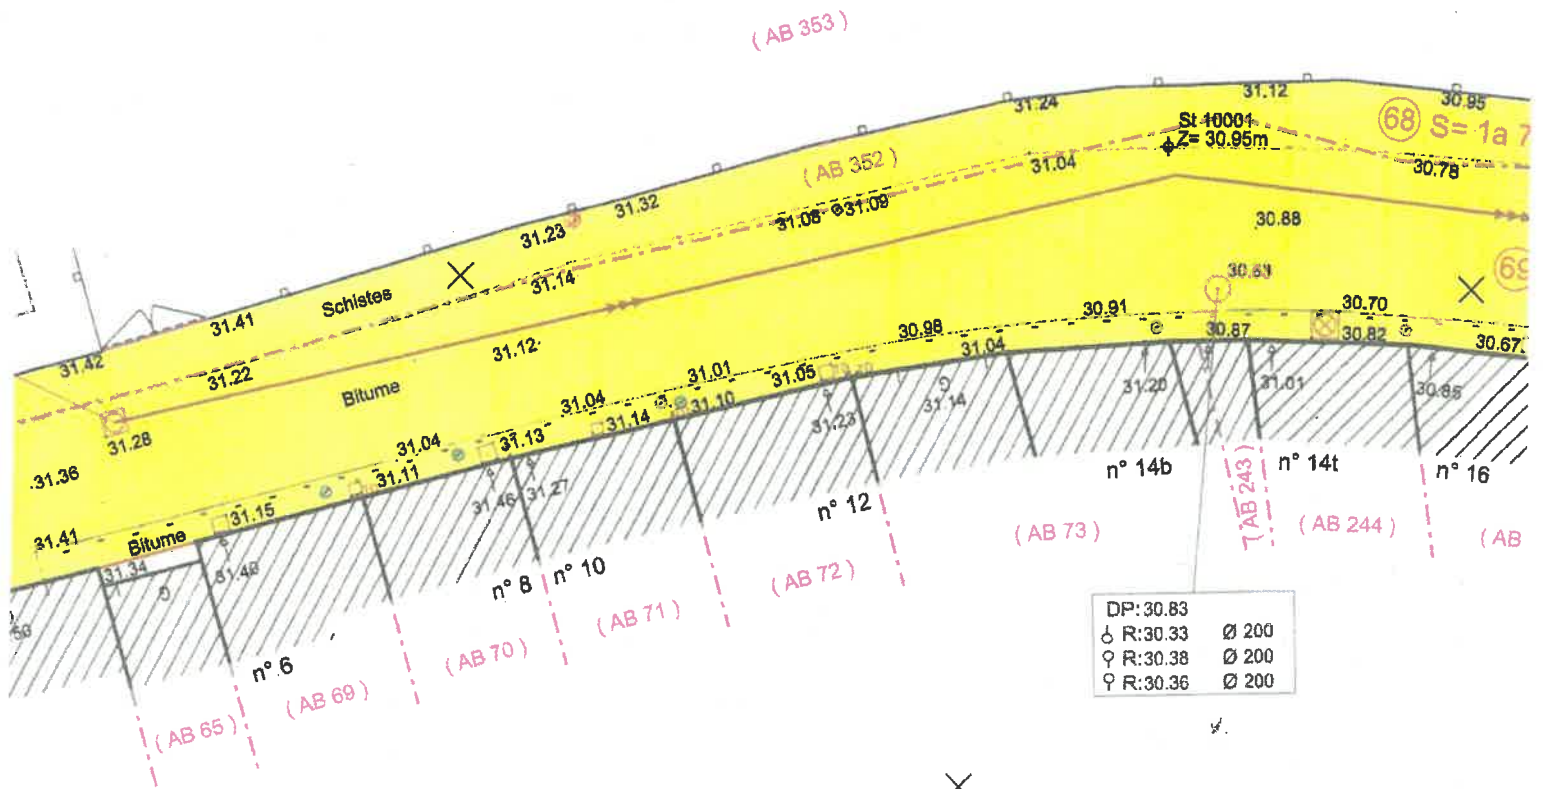 ( AB 353 )
31.24
31.12
30.95
St 10001
Z= 30.95m
68 S= 1a 7
( AB 352 )
31.04
30.78
31.32
31.23
31.08
31.09
30.88
31.14
Schistes
31.41
31.42
31.22
31.12
Bitume
30.63
69
30.70
30.91
30.98
30.87
30.82
30.67
31.04
31.01
31.05
31.04
31.10
31.14
31.13
31.04
31.11
31.28
31.36
31.41
31.15
Bitume
31.34
31.46
31.27
31.23
31.14
31.20
31.01
30.85
n° 6
n° 8
n° 10
n° 12
n° 14b
n° 14t
n° 16
( AB 65 )
( AB 69 )
( AB 70 )
( AB 71 )
( AB 72 )
( AB 73 )
( AB 243 )
( AB 244 )
( AB
DP: 30.83
R:30.33 Ø 200
R:30.38 Ø 200
R:30.36 Ø 200